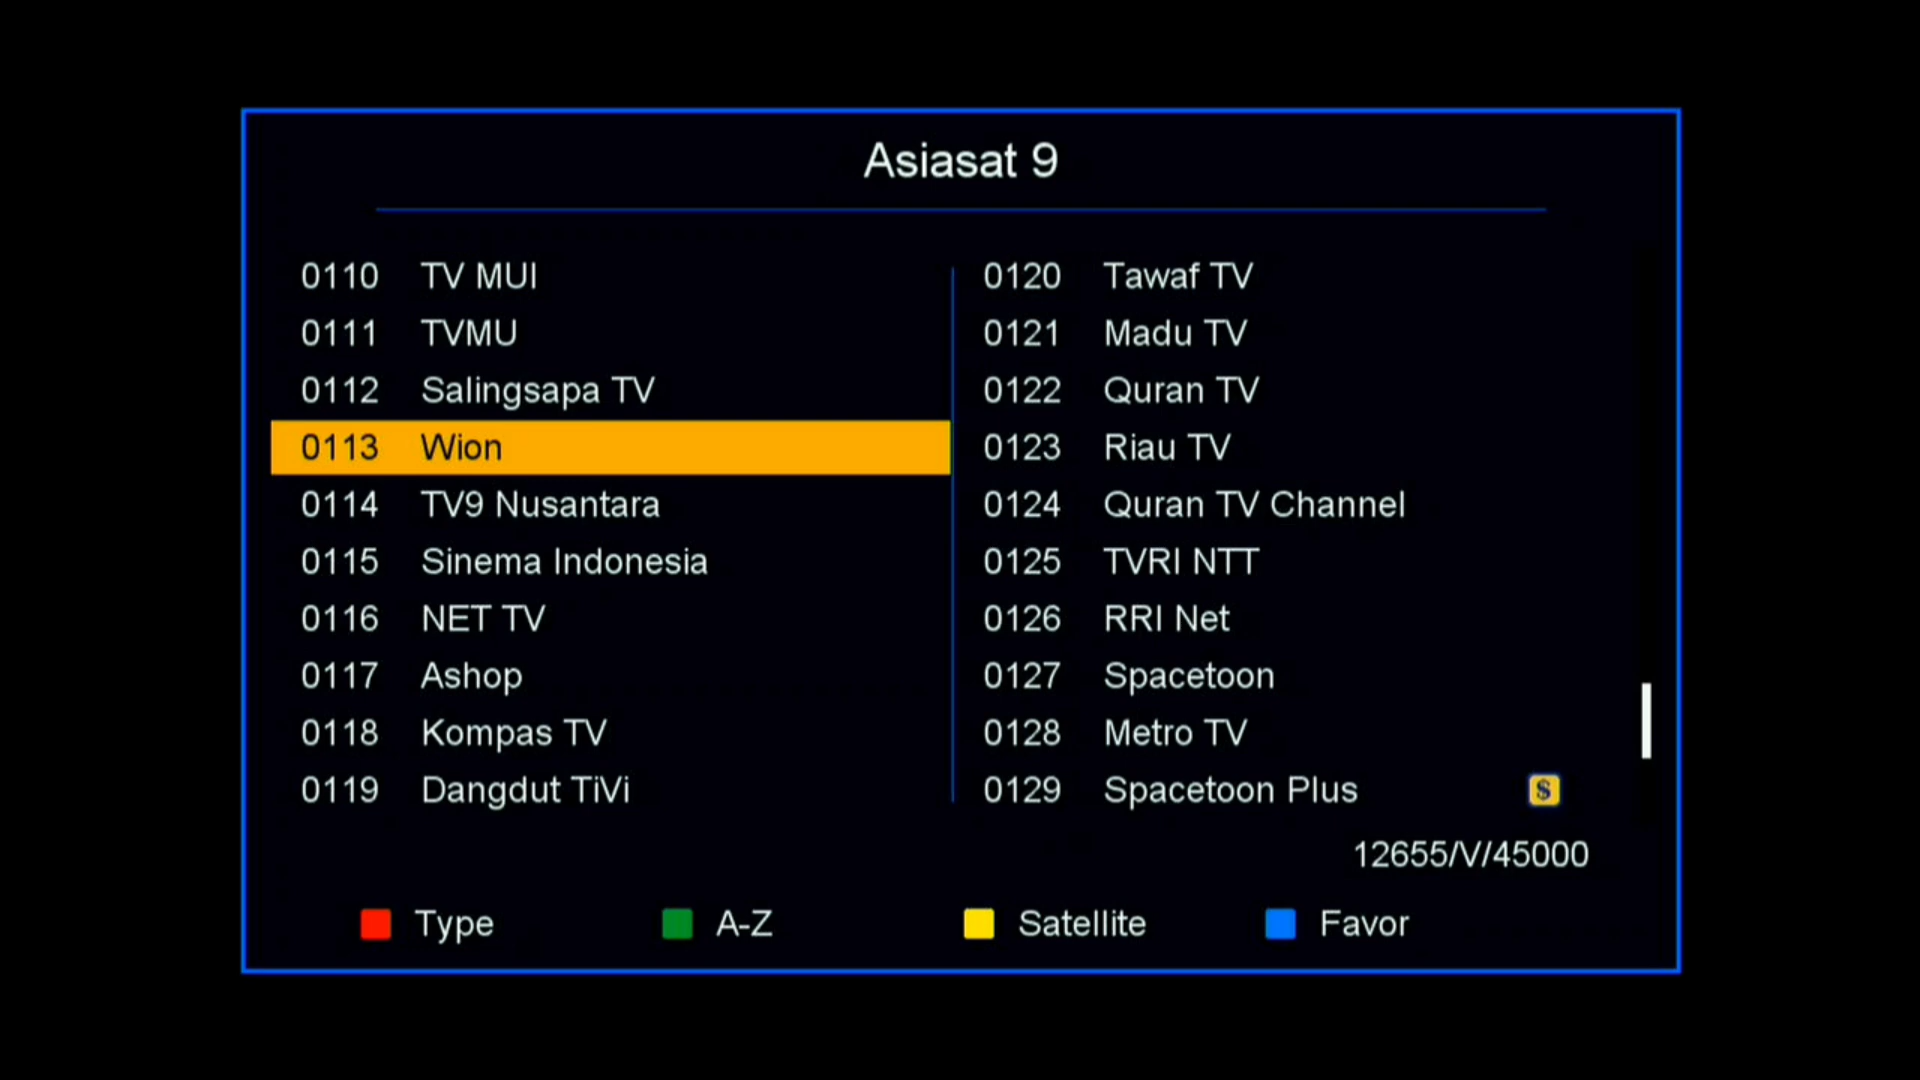 Asiasat 9
0110 TV MUI
0111 TVMU
0112 Salingsapa TV
0113 Wion
0114 TV9 Nusantara
0115 Sinema Indonesia
0116 NET TV
0117 Ashop
0118 Kompas TV
0119 Dangdut TiVi
0120 Tawaf TV
0121 Madu TV
0122 Quran TV
0123 Riau TV
0124 Quran TV Channel
0125 TVRI NTT
0126 RRI Net
0127 Spacetoon
0128 Metro TV
0129 Spacetoon Plus $
12655/V/45000
Type A-Z Satellite Favor